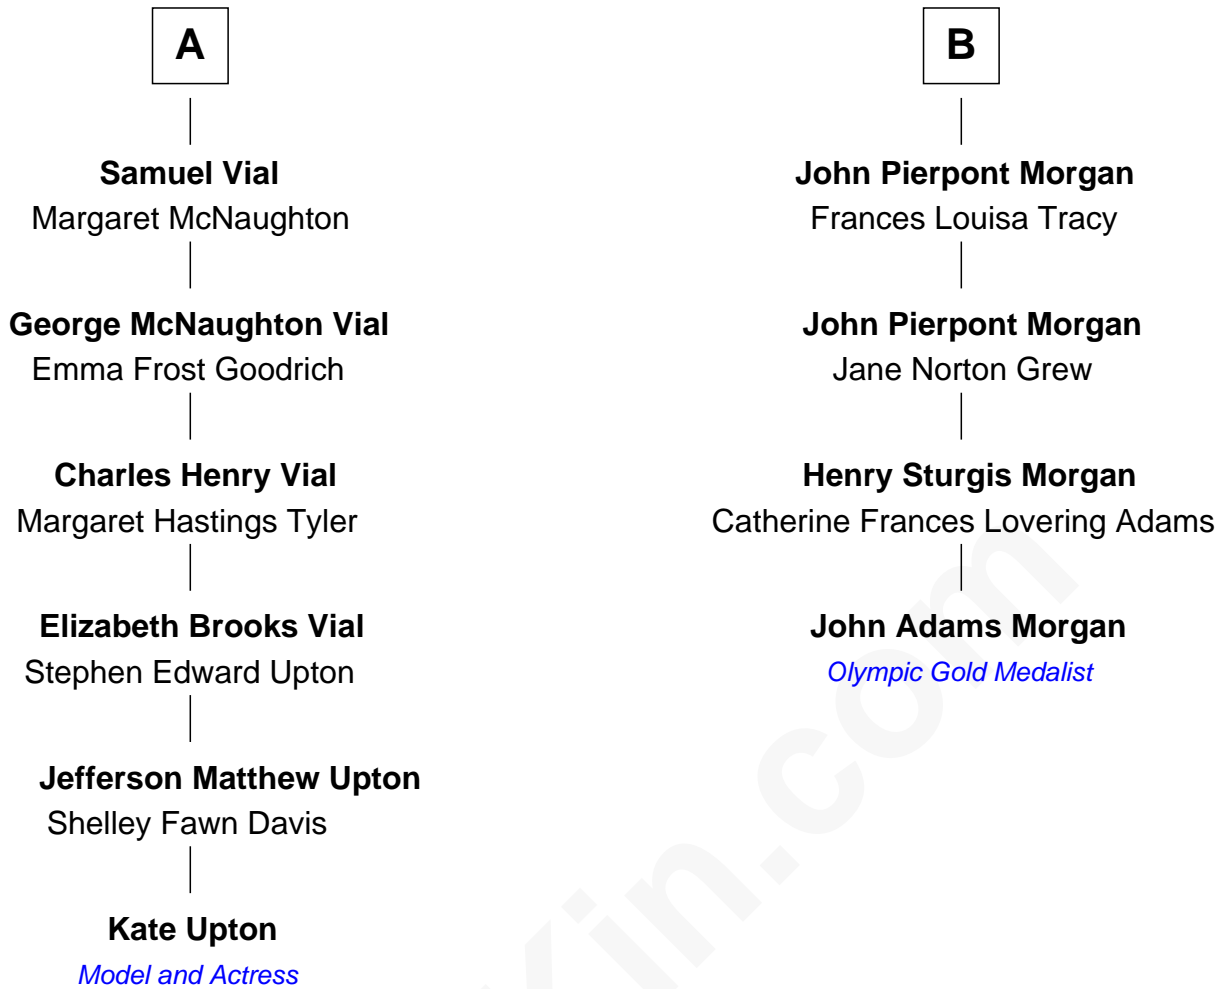 A
Samuel Vial
Margaret McNaughton
George McNaughton Vial
Emma Frost Goodrich
Charles Henry Vial
Margaret Hastings Tyler
Elizabeth Brooks Vial
Stephen Edward Upton
Jefferson Matthew Upton
Shelley Fawn Davis
Kate Upton
Model and Actress
B
John Pierpont Morgan
Frances Louisa Tracy
John Pierpont Morgan
Jane Norton Grew
Henry Sturgis Morgan
Catherine Frances Lovering Adams
John Adams Morgan
Olympic Gold Medalist
Kin.com